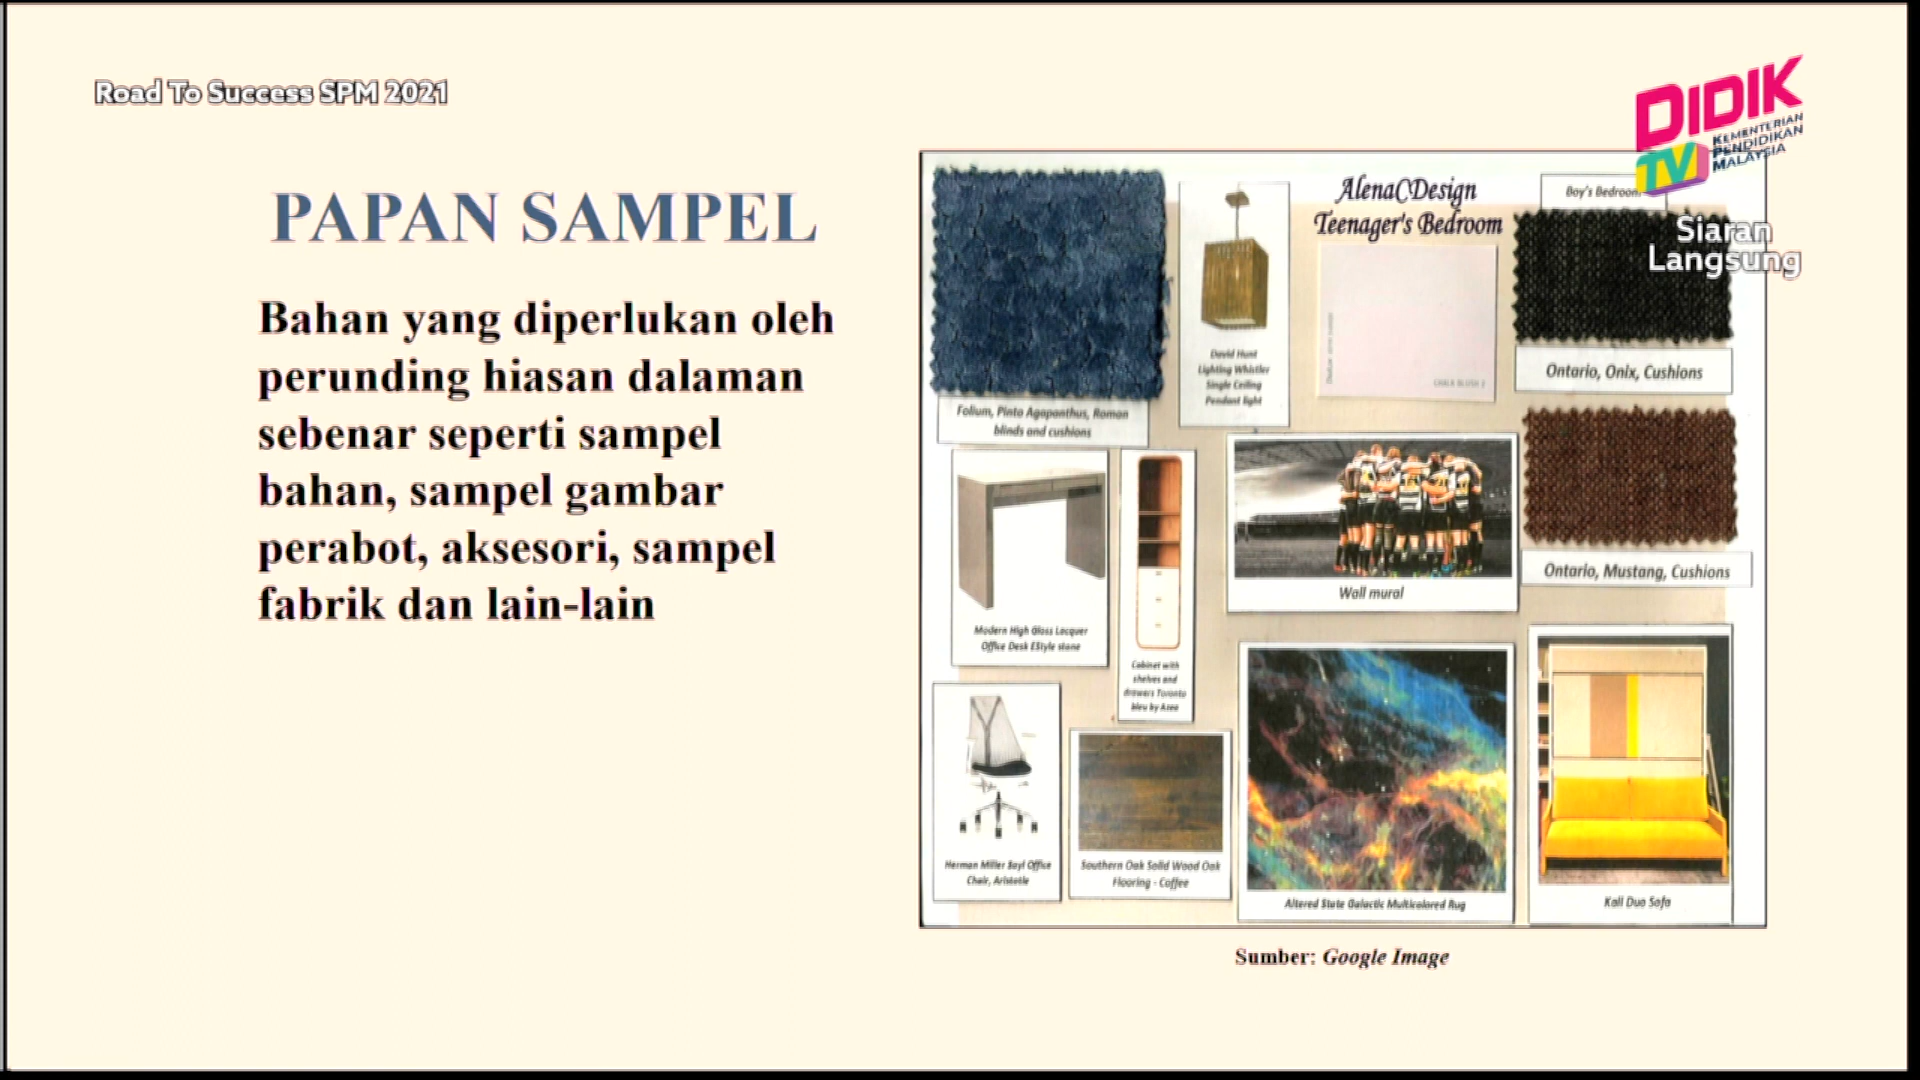 Road To Success SPM 2021
DIDIK
TV
KEMENTERIAN
PENDIDIKAN
MALAYSIA
Siaran
Langsung
PAPAN SAMPEL
Bahan yang diperlukan oleh
perunding hiasan dalaman
sebenar seperti sampel
bahan, sampel gambar
perabot, aksesori, sampel
fabrik dan lain-lain
AlenaCDesign
Teenager's Bedroom
Boy's Bedroom
Folium, Pinto Agapanthus, Roman
blinds and cushions
David Hunt
Lighting Whistler
Single Ceiling
Pendant light
CHALK BLUSH 2
Ontario, Onix, Cushions
Modern High Gloss Lacquer
Office Desk EStyle stone
Cabinet with
shelves and
drawers Toronto
bleu by Azea
Wall mural
Ontario, Mustang, Cushions
Herman Miller Sayl Office
Chair, Aristotle
Southern Oak Solid Wood Oak
Flooring - Coffee
Altered State Galactic Multicolored Rug
Kali Duo Sofa
Sumber: Google Image